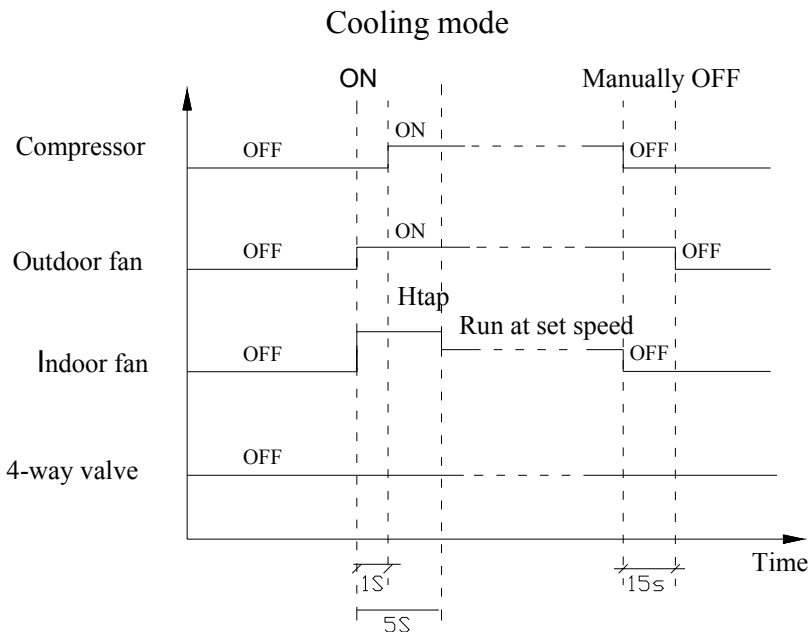 Cooling mode
ON Manually OFF
Compressor OFF ON OFF
Outdoor fan OFF ON OFF
Htap
Indoor fan OFF Run at set speed OFF
4-way valve OFF
Time
1S 15s
5S